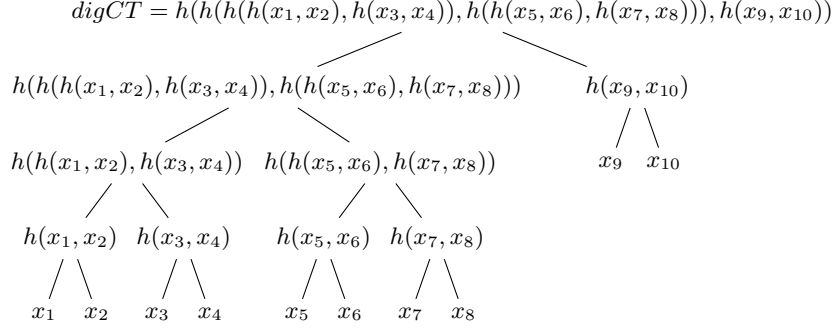 digCT = h(h(h(h(x₁, x₂), h(x₃, x₄)), h(h(x₅, x₆), h(x₇, x₈))), h(x₉, x₁₀))
h(h(h(x₁, x₂), h(x₃, x₄)), h(h(x₅, x₆), h(x₇, x₈))) h(x₉, x₁₀)
h(h(x₁, x₂), h(x₃, x₄)) h(h(x₅, x₆), h(x₇, x₈)) x₉ x₁₀
h(x₁, x₂) h(x₃, x₄) h(x₅, x₆) h(x₇, x₈)
x₁ x₂ x₃ x₄ x₅ x₆ x₇ x₈